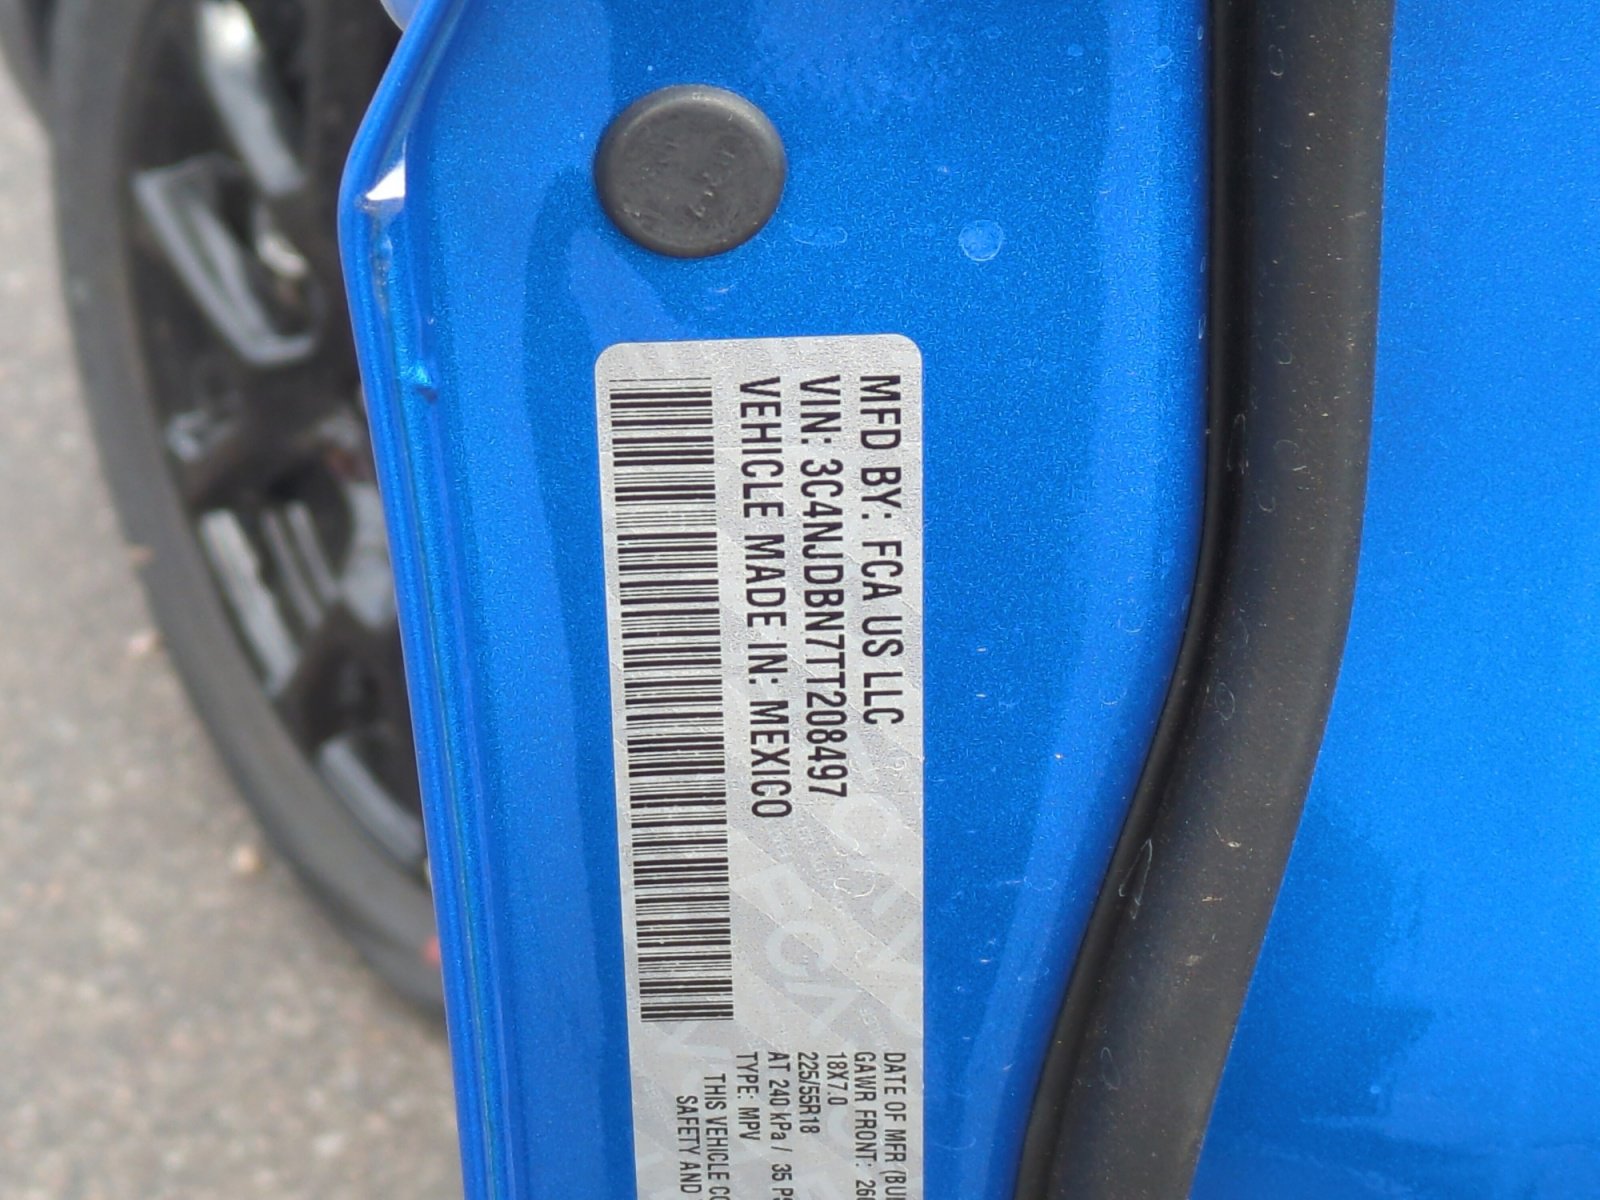 MFD BY: FCA US LLC
VIN: 3C4NJDBN7TT208497
VEHICLE MADE IN: MEXICO
DATE OF MFR
GAWR FRONT:
18X7.0
225/55R18
AT 240 kPa / 35
TYPE: MPV
THIS VEHICLE
SAFETY AND